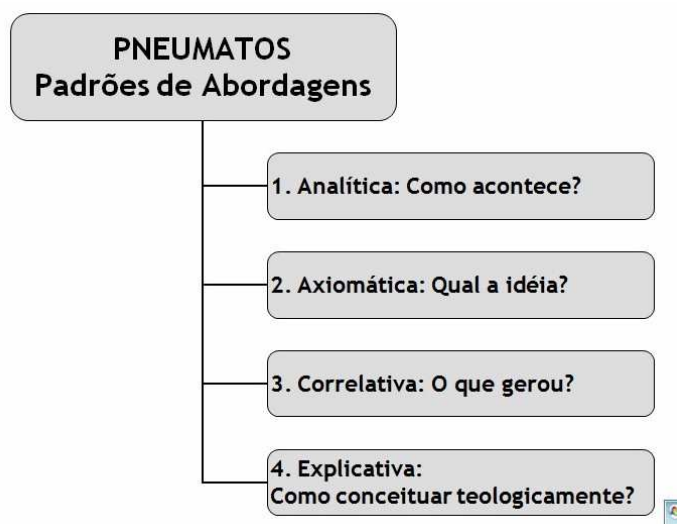 PNEUMATOS
Padrões de Abordagens
1. Analítica: Como acontece?
2. Axiomática: Qual a idéia?
3. Correlativa: O que gerou?
4. Explicativa:
Como conceituar teologicamente?